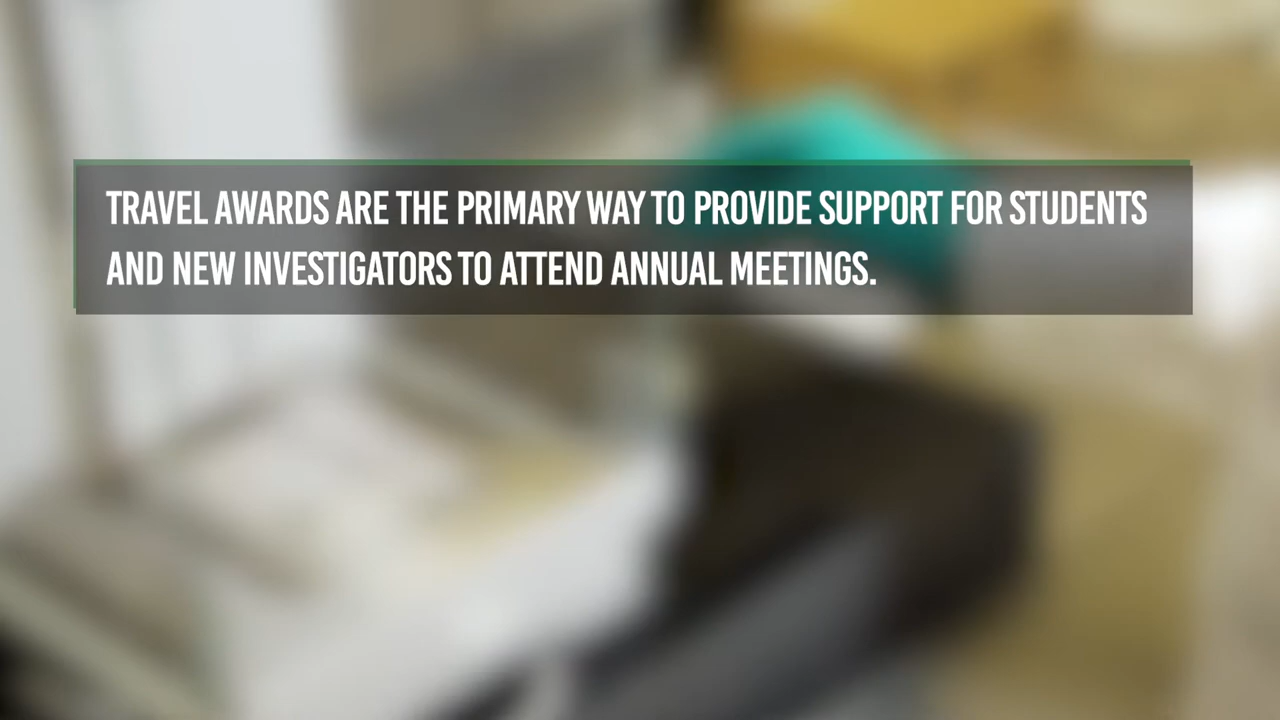 TRAVEL AWARDS ARE THE PRIMARY WAY TO PROVIDE SUPPORT FOR STUDENTS
AND NEW INVESTIGATORS TO ATTEND ANNUAL MEETINGS.